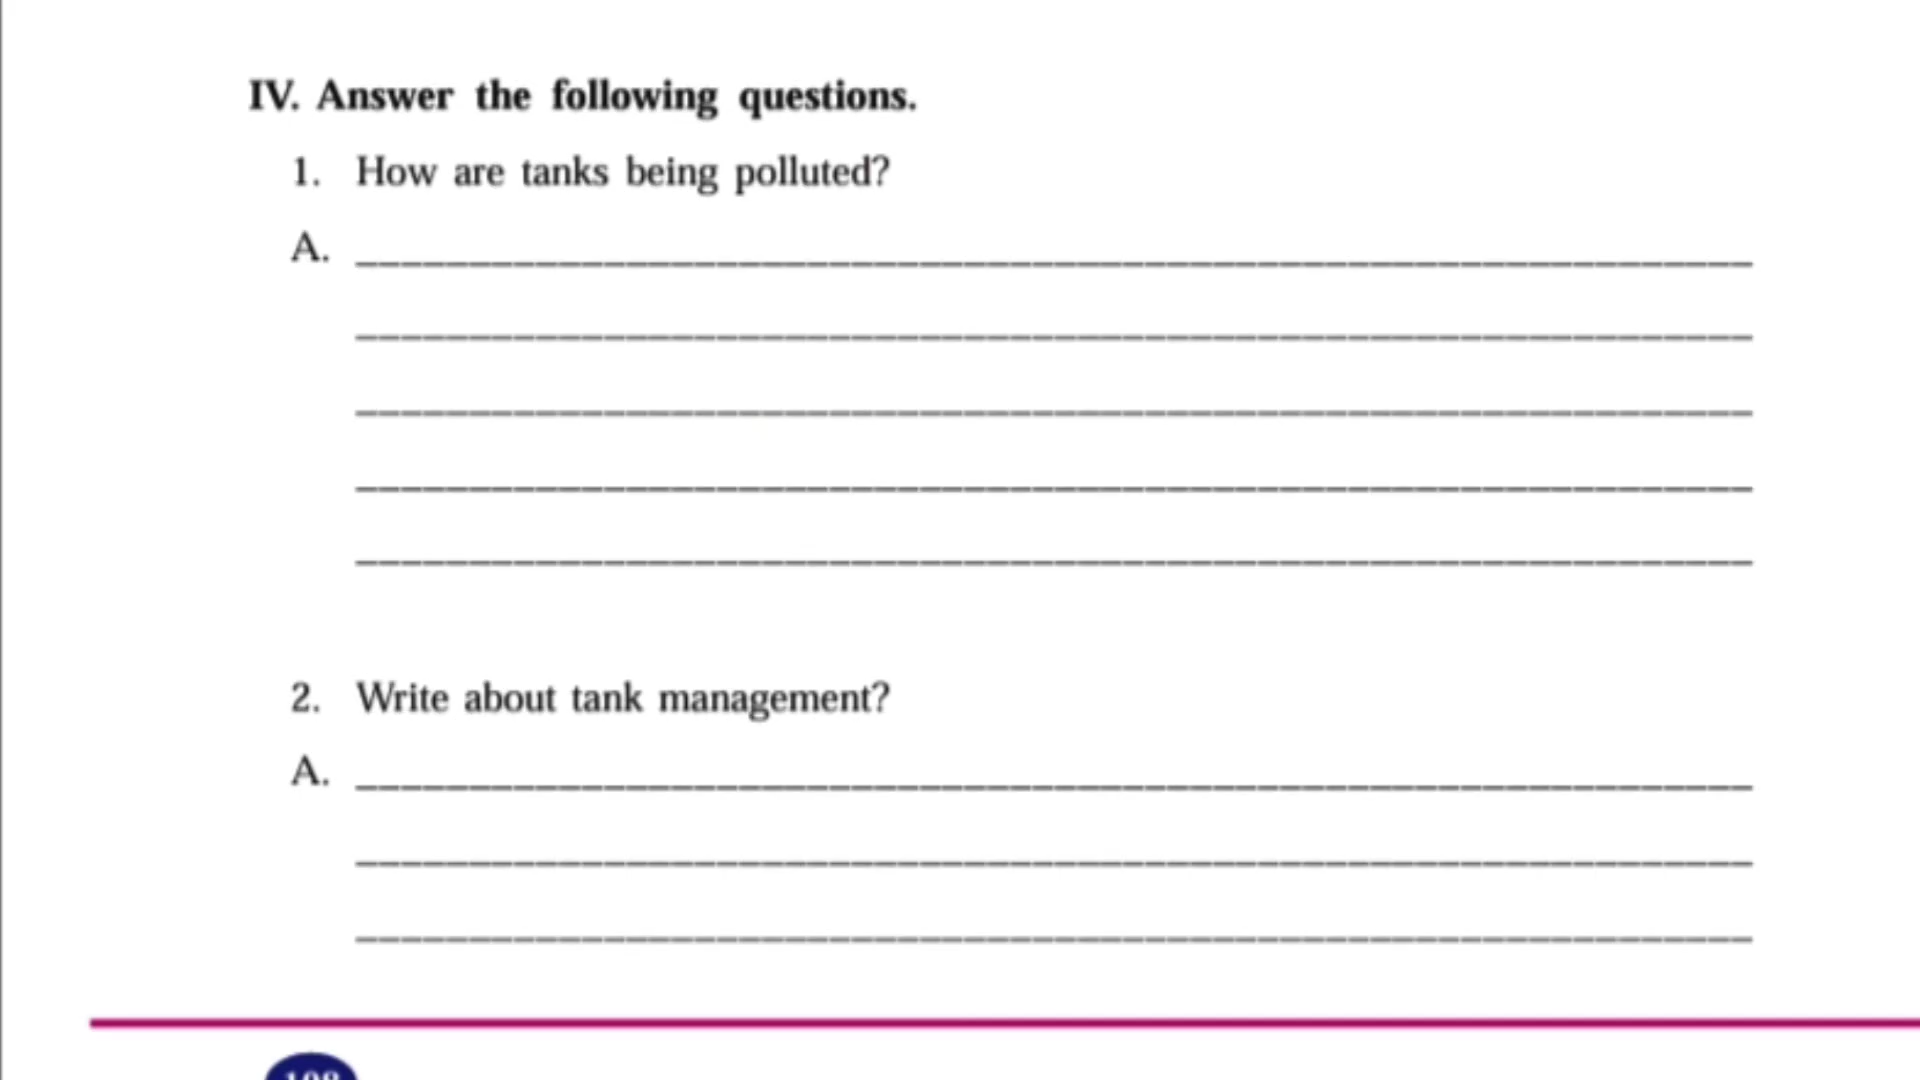 IV. Answer the following questions.
1. How are tanks being polluted?
A.
2. Write about tank management?
A.